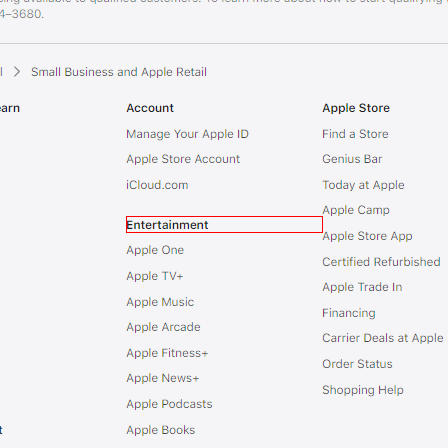 4–3680.
Small Business and Apple Retail
Account
Manage Your Apple ID
Apple Store Account
iCloud.com
Entertainment
Apple One
Apple TV+
Apple Music
Apple Arcade
Apple Fitness+
Apple News+
Apple Podcasts
Apple Books
Apple Store
Find a Store
Genius Bar
Today at Apple
Apple Camp
Apple Store App
Certified Refurbished
Apple Trade In
Financing
Carrier Deals at Apple
Order Status
Shopping Help